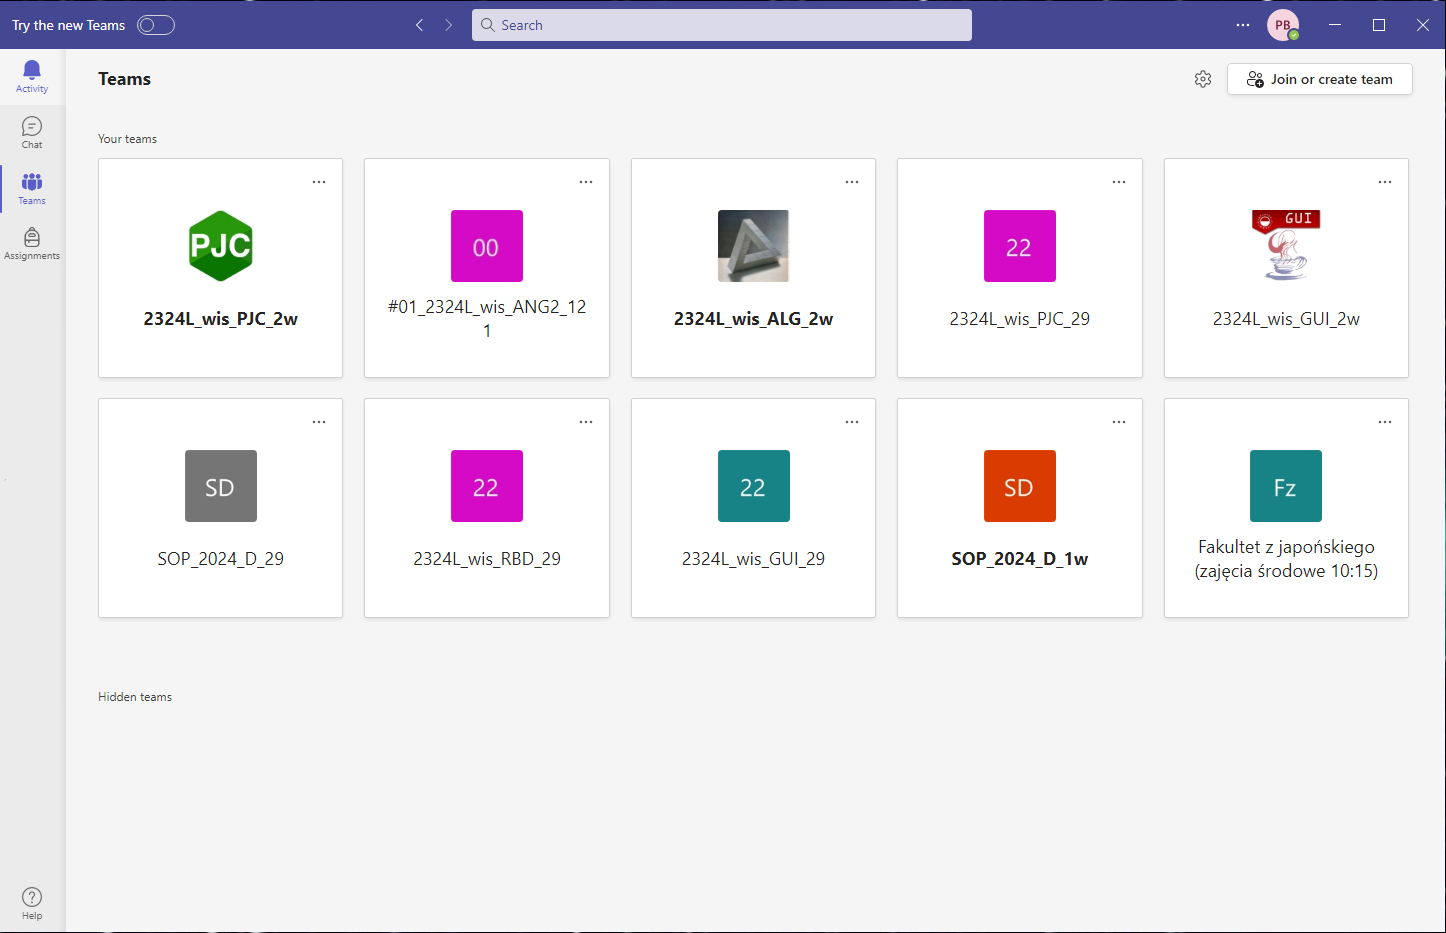 Try the new Teams
Search
PB
Activity
Chat
Teams
Assignments
Help
Teams
Join or create team
Your teams
PJC
2324L_wis_PJC_2w
00
#01_2324L_wis_ANG2_12
1
2324L_wis_ALG_2w
22
2324L_wis_PJC_29
GUI
2324L_wis_GUI_2w
SD
SOP_2024_D_29
22
2324L_wis_RBD_29
22
2324L_wis_GUI_29
SD
SOP_2024_D_1w
Fz
Fakultet z japońskiego
(zajęcia środowe 10:15)
Hidden teams